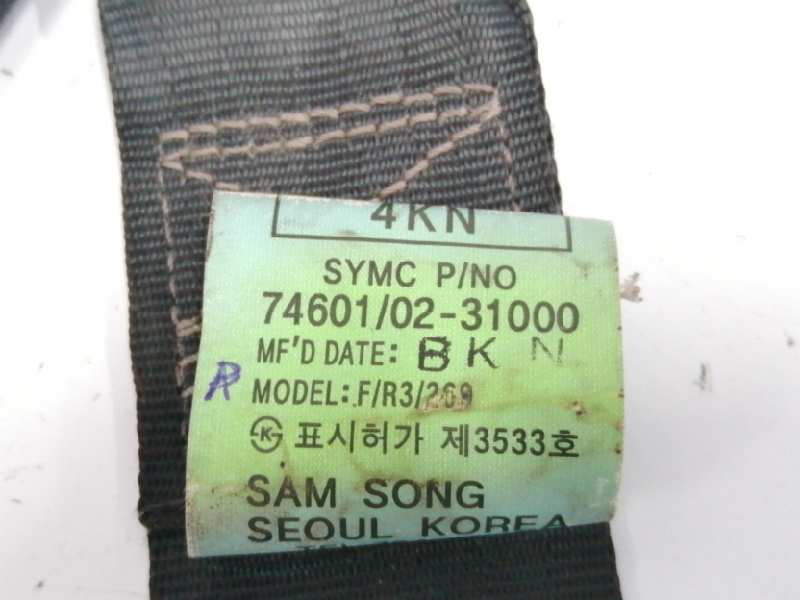 4KN
SYMC P/NO
74601/02-31000
MF'D DATE: BKN
R MODEL: F/R3/269
K 표시허가 제3533호
SAM SONG
SEOUL KOREA